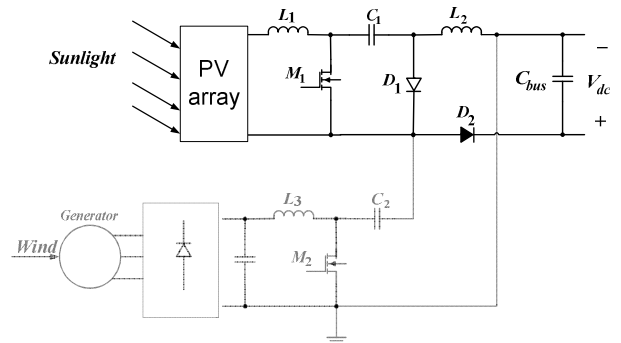 L1
C1
L2
Sunlight
PV
array
M1
D1
Cbus
−
Vdc
+
D2
Generator
Wind
L3
C2
M2